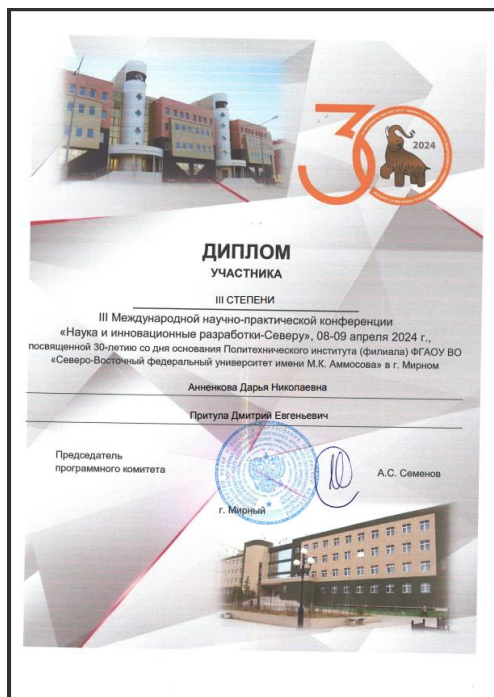 30
2024
ДИПЛОМ
УЧАСТНИКА
III СТЕПЕНИ
III Международной научно-практической конференции
«Наука и инновационные разработки-Северу», 08-09 апреля 2024 г.,
посвященной 30-летию со дня основания Политехнического института (филиала) ФГАОУ ВО
«Северо-Восточный федеральный университет имени М.К. Аммосова» в г. Мирном
Анненкова Дарья Николаевна
Притула Дмитрий Евгеньевич
Председатель
программного комитета
А.С. Семенов
г. Мирный